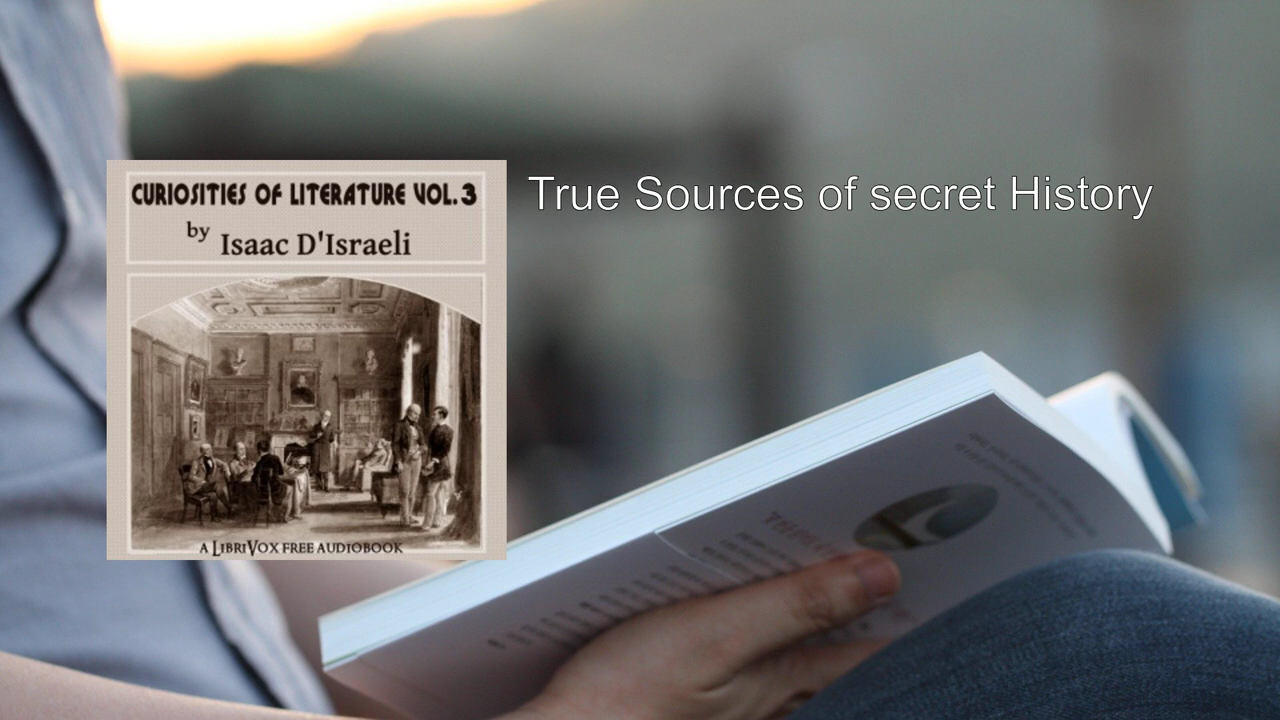 CURIOSITIES OF LITERATURE VOL.3
by Isaac D'Israeli
A LIBRIVOX FREE AUDIOBOOK
True Sources of secret History